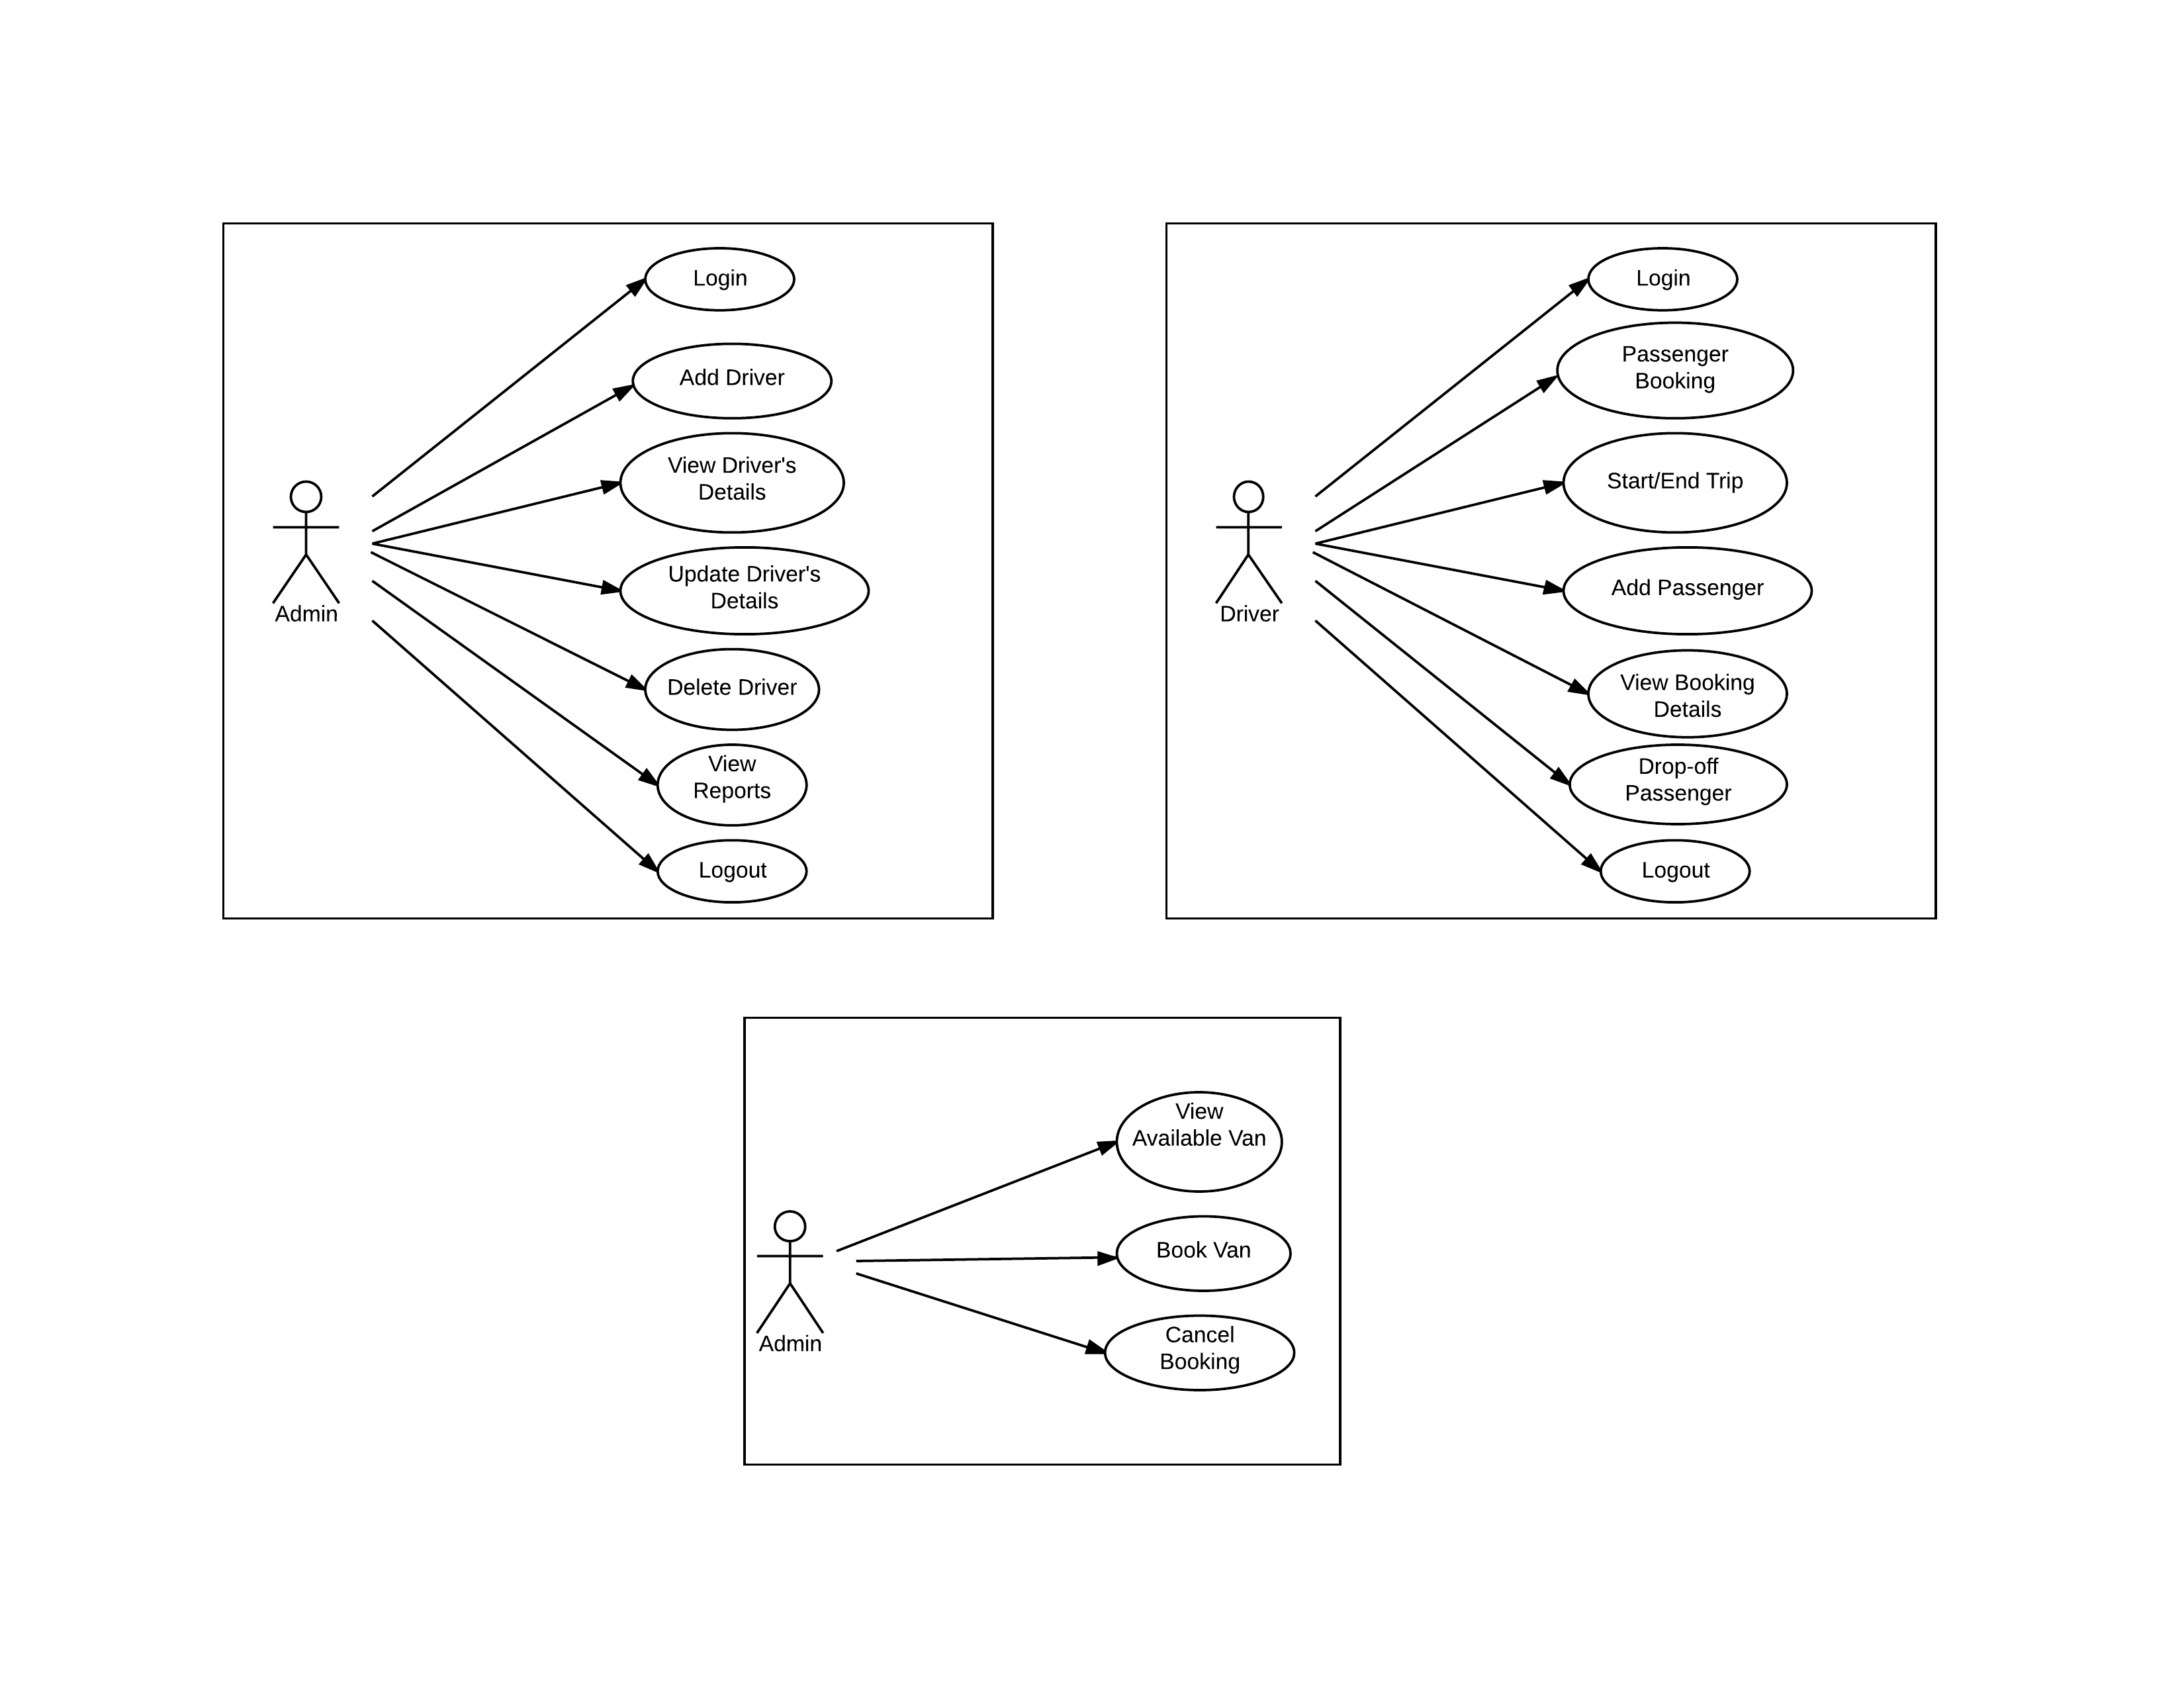 Login
Add Driver
View Driver's
Details
Update Driver's
Details
Admin
Delete Driver
View
Reports
Logout
Login
Passenger
Booking
Start/End Trip
Add Passenger
Driver
View Booking
Details
Drop-off
Passenger
Logout
View
Available Van
Book Van
Admin
Cancel
Booking